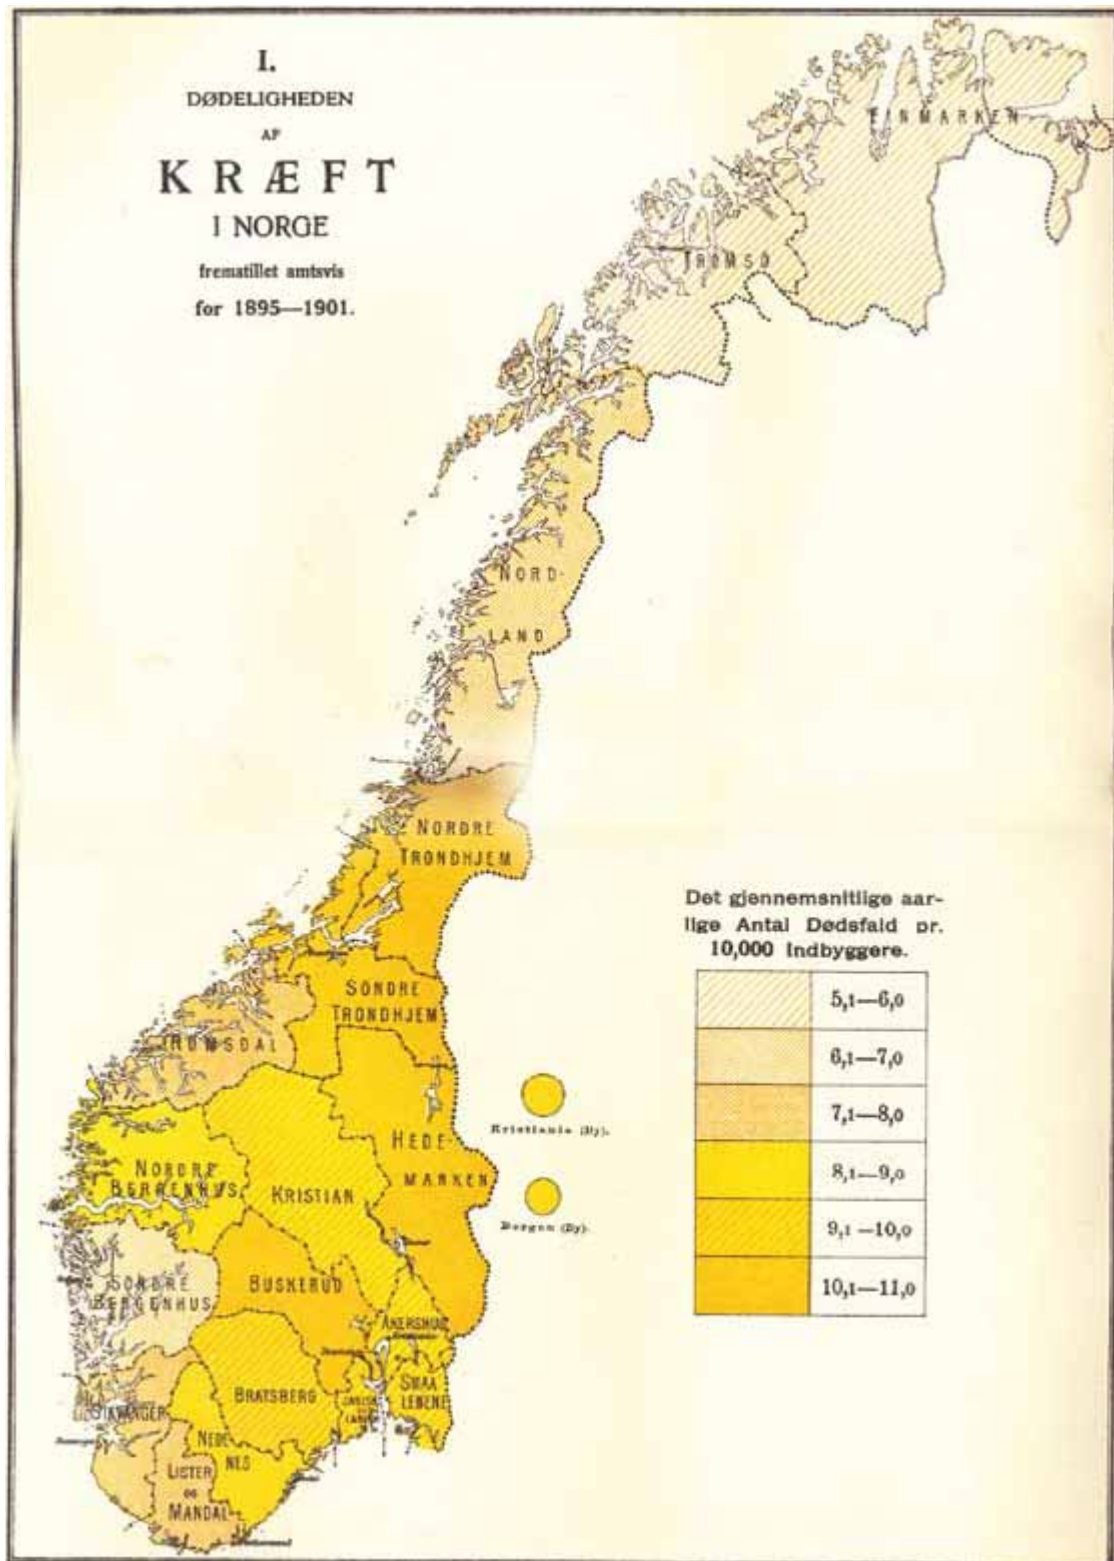 I.
DØDELIGHEDEN
AF
KRÆFT
I NORGE
fremstillet amtsvis
for 1895—1901.
FINMARKEN
TROMSØ
NORD-
LAND
NORDRE
TRONDHJEM
SÖNDRE
TRONDHJEM
ROMSDAL
HEDE-
MARKEN
NORDRE
BERGENHUS
KRISTIAN
SÖNDRE
BERGENHUS
BUSKERUD
AKERSHUS
BRATSBERG
SMAA
LENENE
STAVANGER
NEDE
NES
LISTER
OG
MANDAL
Kristiania (By).
Bergen (By).
Det gjennemsnitlige aar-
lige Antal Dødsfald pr.
10,000 Indbyggere.
5,1—6,0
6,1—7,0
7,1—8,0
8,1—9,0
9,1—10,0
10,1—11,0